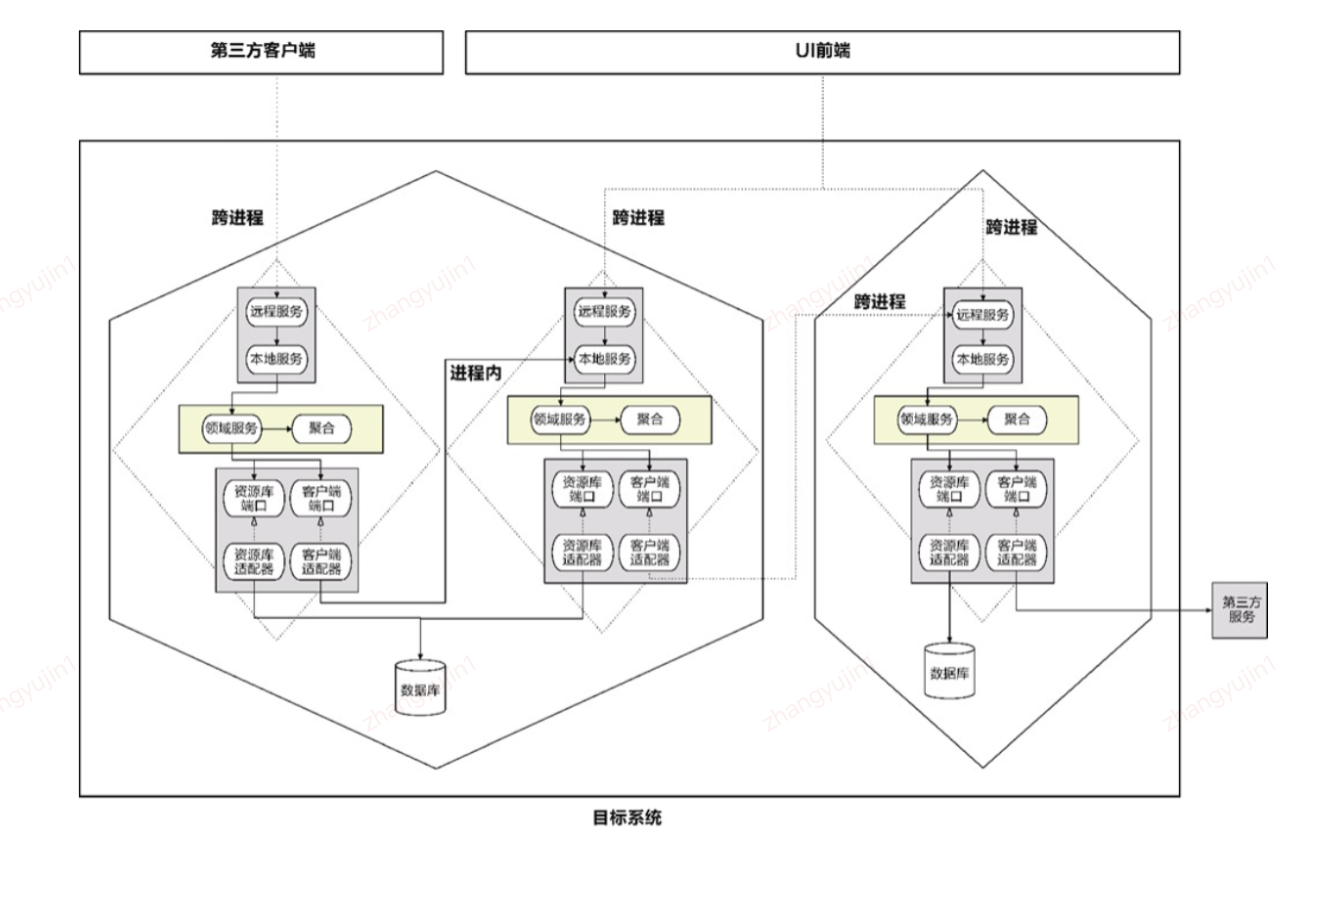 第三方客户端
UI前端
跨进程
跨进程
跨进程
跨进程
进程内
远程服务
本地服务
领域服务
聚合
资源库
端口
客户端
端口
资源库
适配器
客户端
适配器
远程服务
本地服务
领域服务
聚合
资源库
端口
客户端
端口
资源库
适配器
客户端
适配器
远程服务
本地服务
领域服务
聚合
资源库
端口
客户端
端口
资源库
适配器
客户端
适配器
第三方
服务
数据库
数据库
目标系统
angyujin1
zhangyujin1
zhangyujin1
zhangyujin1
angyujin1
zhangyujin1
zhangyujin1
zhangyujin1